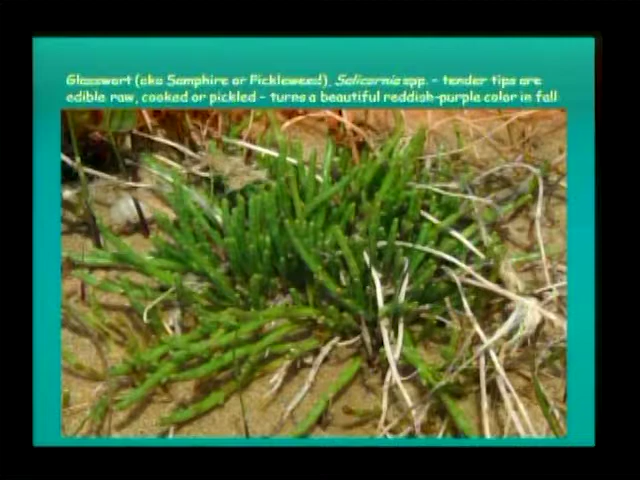 Glasswort (aka Samphire or Pickleweed), Salicornia spp. - tender tips are
edible raw, cooked or pickled - turns a beautiful reddish-purple color in fall